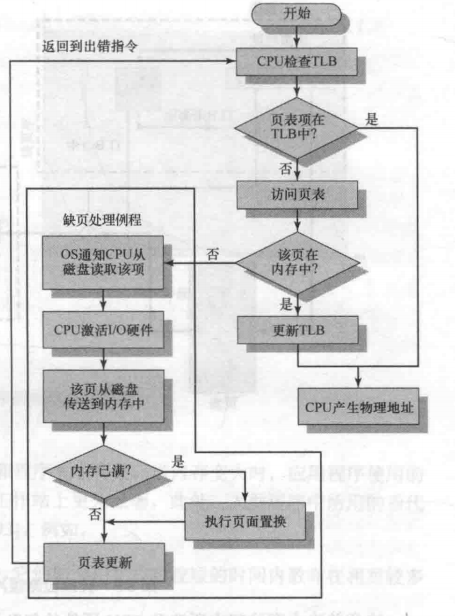 开始
返回到出错指令
CPU检查TLB
页表项在
TLB中?
是
否
访问页表
缺页处理例程
OS通知CPU从
磁盘读取该项
否
该页在
内存中?
是
CPU激活I/O硬件
更新TLB
该页从磁盘
传送到内存中
CPU产生物理地址
内存已满?
是
否
执行页面置换
页表更新